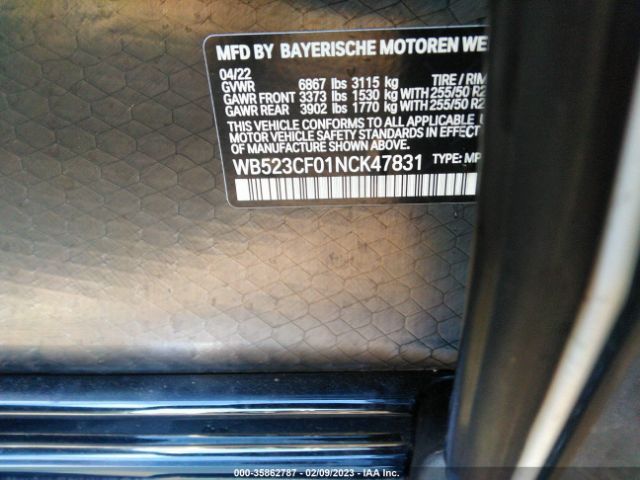 MFD BY BAYERISCHE MOTOREN WE
04/22
GVWR 6867 lbs 3115 kg TIRE / RIM
GAWR FRONT 3373 lbs 1530 kg WITH 255/50 R2
GAWR REAR 3902 lbs 1770 kg WITH 255/50 R2
THIS VEHICLE CONFORMS TO ALL APPLICABLE
MOTOR VEHICLE SAFETY STANDARDS IN EFFECT
OF MANUFACTURE SHOWN ABOVE.
WB523CF01NCK47831 TYPE: MP
000-35862787 - 02/09/2023 - IAA Inc.